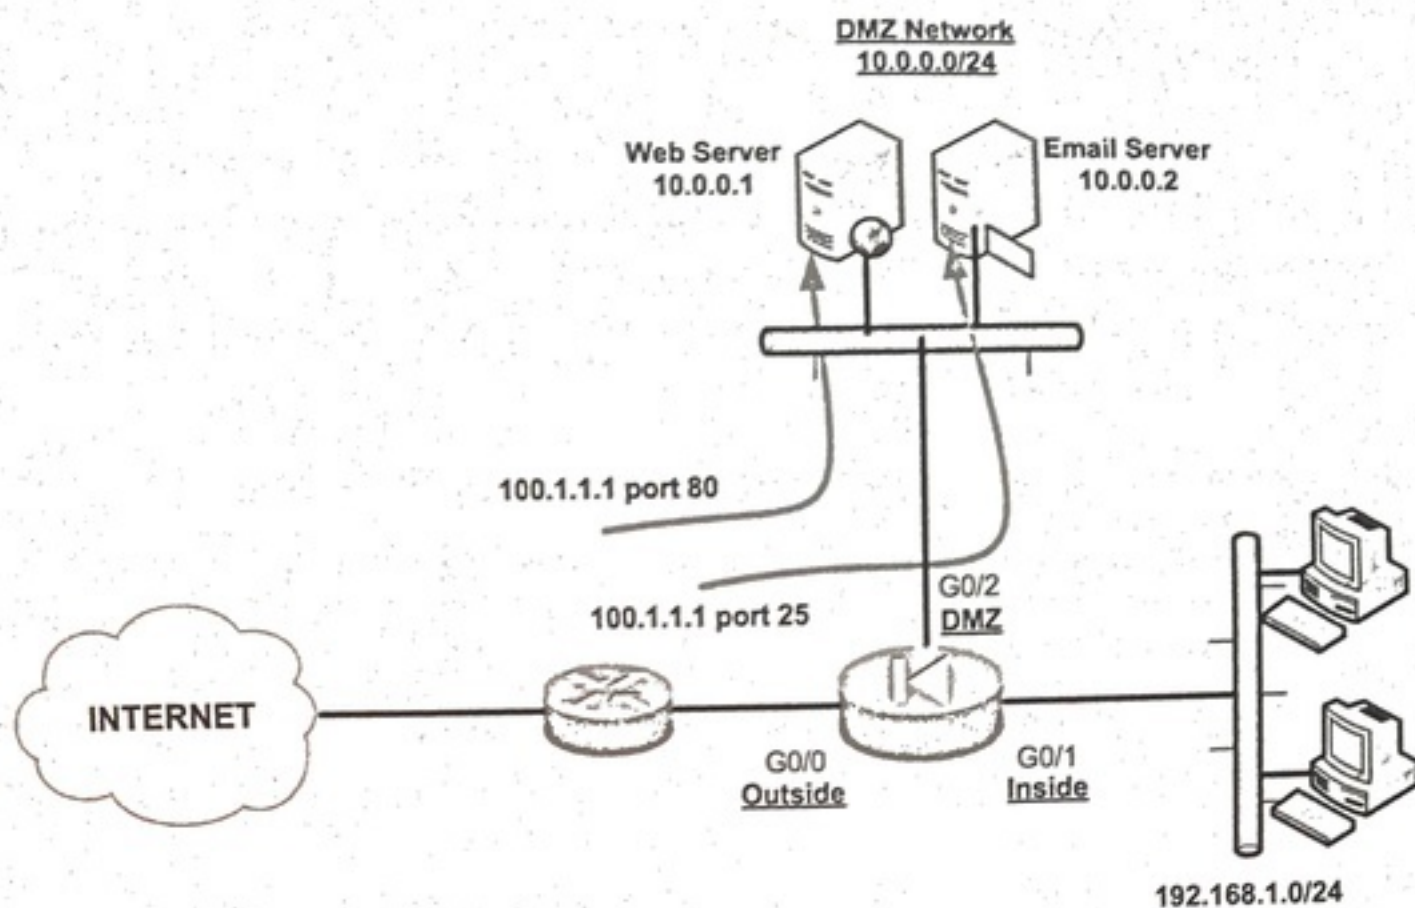 DMZ Network
10.0.0.0/24
Web Server
10.0.0.1
Email Server
10.0.0.2
100.1.1.1 port 80
100.1.1.1 port 25
G0/2
DMZ
INTERNET
G0/0
Outside
G0/1
Inside
192.168.1.0/24